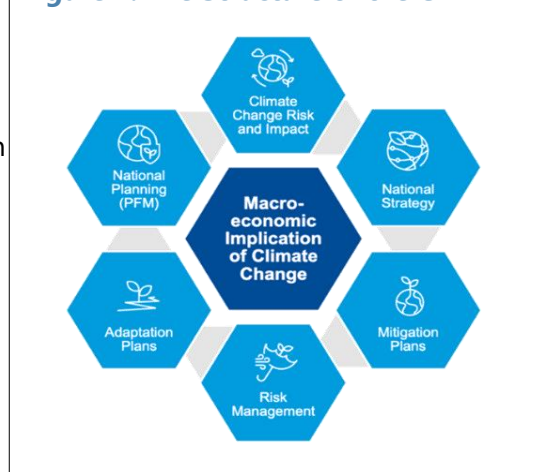 Climate
Change Risk
and Impact
National
Planning
(PFM)
National
Strategy
Macro-
economic
Implication
of Climate
Change
Adaptation
Plans
Mitigation
Plans
Risk
Management